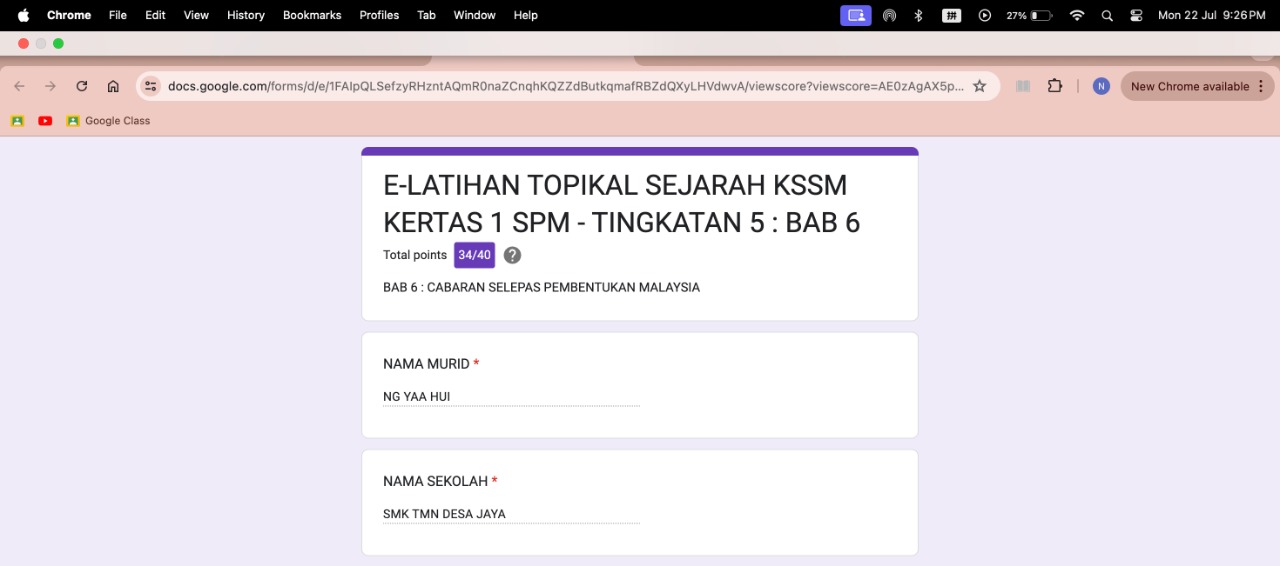 Chrome File Edit View History Bookmarks Profiles Tab Window Help 27% Mon 22 Jul 9:26 PM
docs.google.com/forms/d/e/1FAIpQLSefzyRHzntAQmR0naZCnqhKQZZdButkqmafRBZdQXyLHVdwvA/viewscore?viewscore=AE0zAgAX5p... N New Chrome available
Google Class
E-LATIHAN TOPIKAL SEJARAH KSSM
KERTAS 1 SPM - TINGKATAN 5 : BAB 6
Total points 34/40 ?
BAB 6 : CABARAN SELEPAS PEMBENTUKAN MALAYSIA
NAMA MURID *
NG YAA HUI
NAMA SEKOLAH *
SMK TMN DESA JAYA